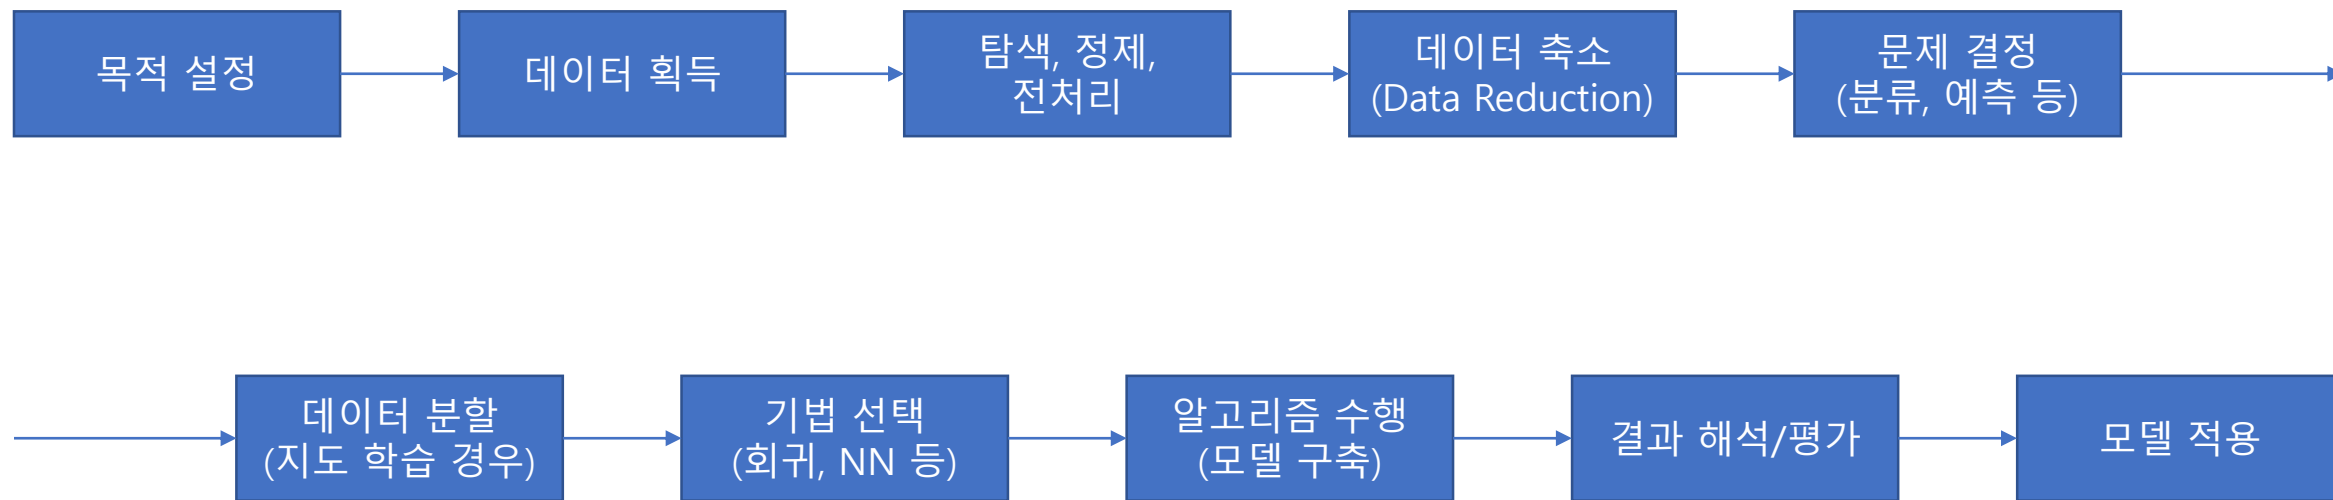 목적 설정
데이터 획득
탐색, 정제,
전처리
데이터 축소
(Data Reduction)
문제 결정
(분류, 예측 등)
데이터 분할
(지도 학습 경우)
기법 선택
(회귀, NN 등)
알고리즘 수행
(모델 구축)
결과 해석/평가
모델 적용